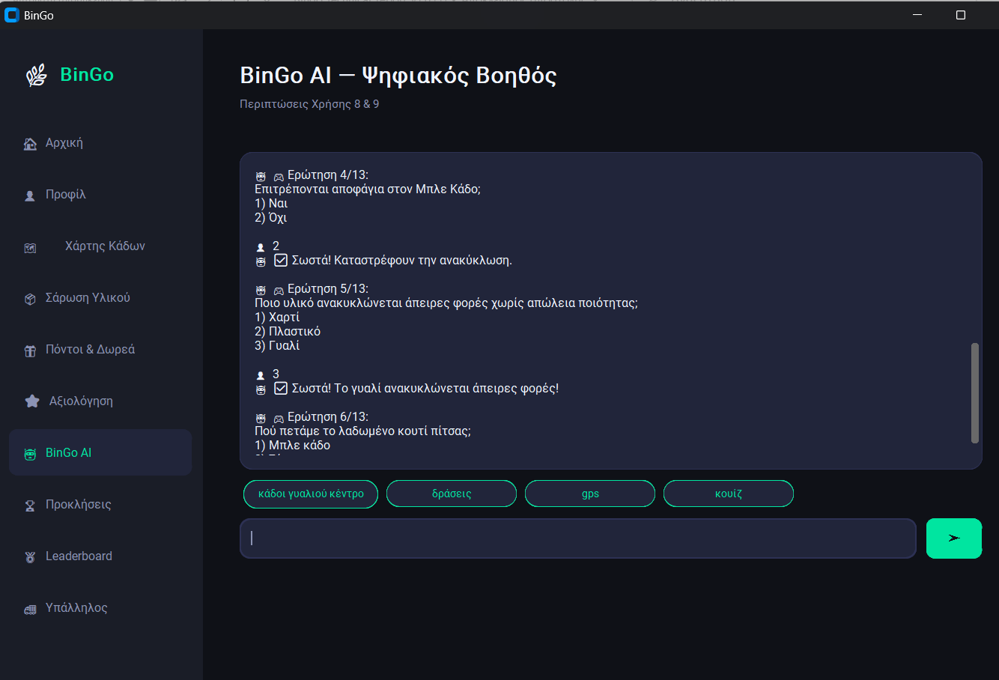 BinGo
BinGo
Αρχική
Προφίλ
Χάρτης Κάδων
Σάρωση Υλικού
Πόντοι & Δωρεά
Αξιολόγηση
BinGo AI
Προκλήσεις
Leaderboard
Υπάλληλος
BinGo AI — Ψηφιακός Βοηθός
Περιπτώσεις Χρήσης 8 & 9
Ερώτηση 4/13:
Επιτρέπονται αποφάγια στον Μπλε Κάδο;
1) Ναι
2) Όχι
2
Σωστά! Καταστρέφουν την ανακύκλωση.
Ερώτηση 5/13:
Ποιο υλικό ανακυκλώνεται άπειρες φορές χωρίς απώλεια ποιότητας;
1) Χαρτί
2) Πλαστικό
3) Γυαλί
3
Σωστά! Το γυαλί ανακυκλώνεται άπειρες φορές!
Ερώτηση 6/13:
Πού πετάμε το λαδωμένο κουτί πίτσας;
1) Μπλε κάδο
κάδοι γυαλιού κέντρο
δράσεις
gps
κουίζ